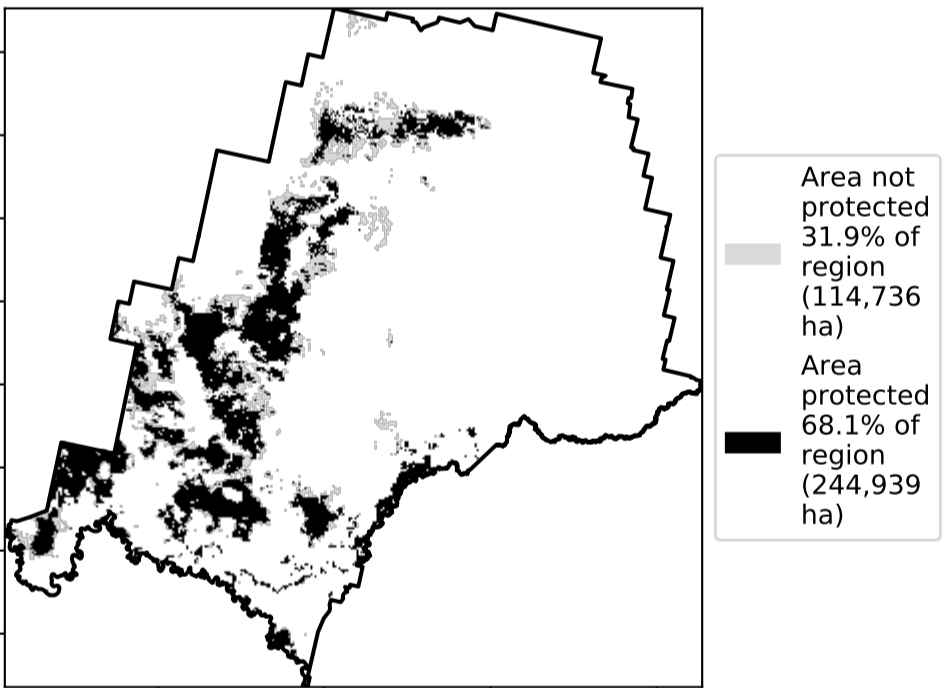 Area not
protected
31.9% of
region
(114,736
ha)
Area
protected
68.1% of
region
(244,939
ha)